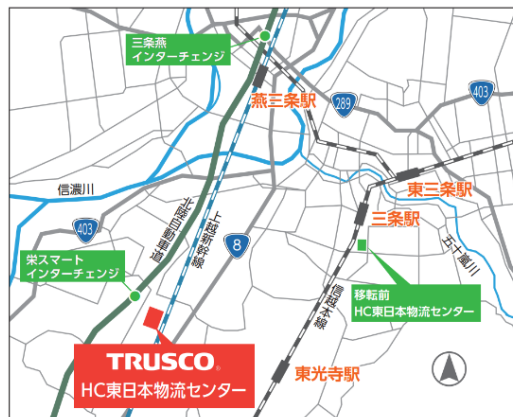 三条燕
インターチェンジ
燕三条駅
289
403
東三条駅
信濃川
三条駅
403
北陸自動車道
上越新幹線
8
五十嵐川
栄スマート
インターチェンジ
信越本線
移転前
HC東日本物流センター
TRUSCO®
HC東日本物流センター
東光寺駅